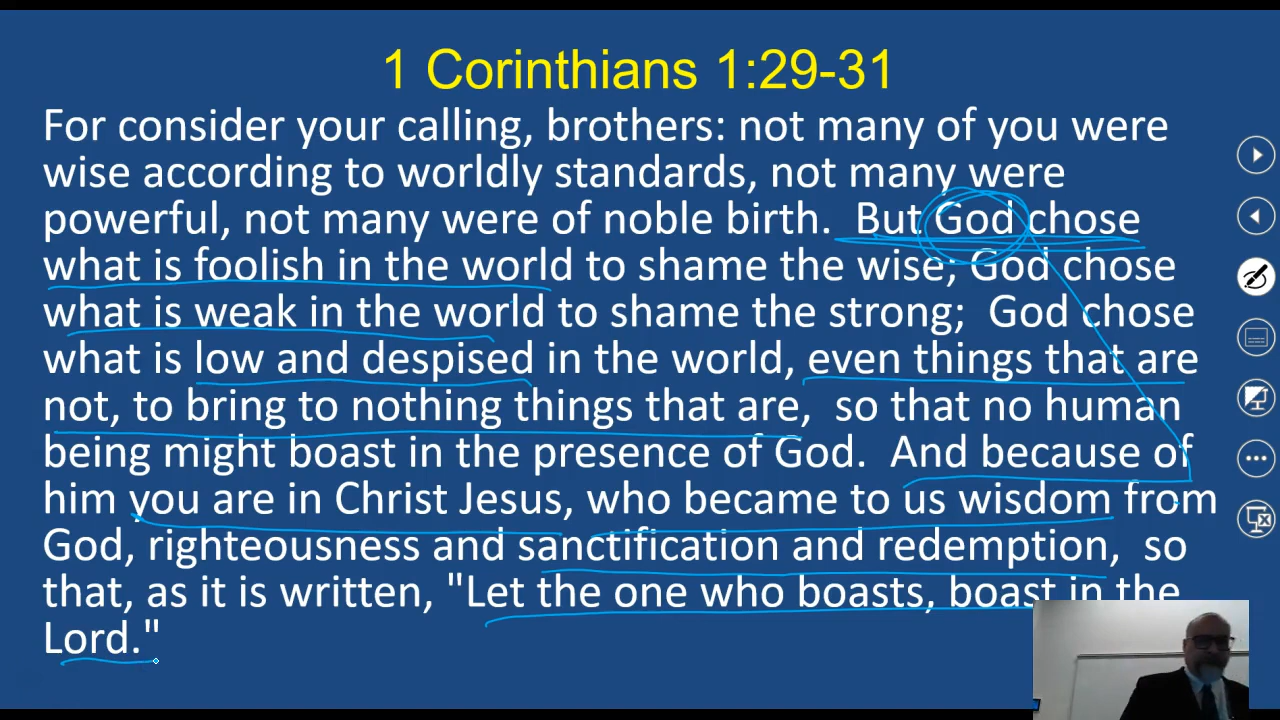 1 Corinthians 1:29-31
For consider your calling, brothers: not many of you were
wise according to worldly standards, not many were
powerful, not many were of noble birth.  But God chose
what is foolish in the world to shame the wise; God chose
what is weak in the world to shame the strong;  God chose
what is low and despised in the world, even things that are
not, to bring to nothing things that are,  so that no human
being might boast in the presence of God.  And because of
him you are in Christ Jesus, who became to us wisdom from
God, righteousness and sanctification and redemption,  so
that, as it is written, "Let the one who boasts, boast in the
Lord."